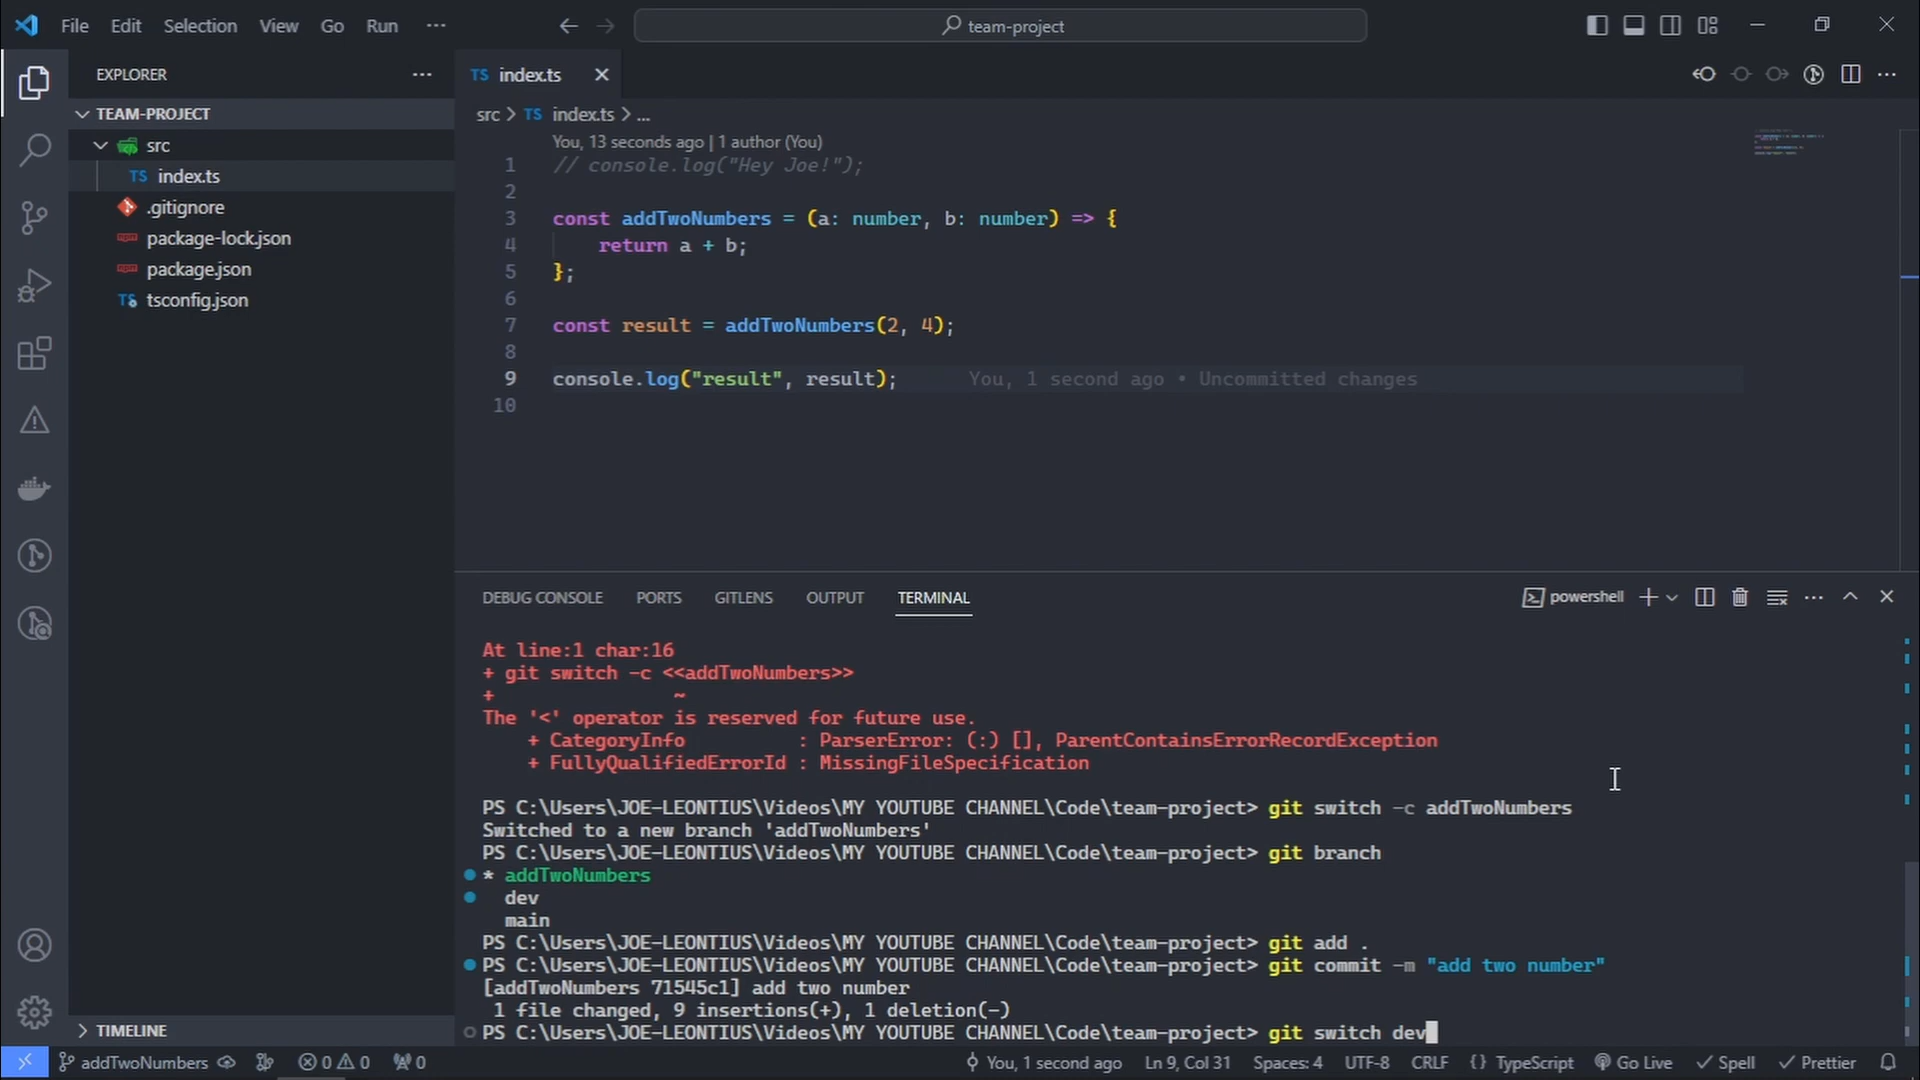 File Edit Selection View Go Run ···
team-project
EXPLORER
TEAM-PROJECT
src
TS index.ts
.gitignore
package-lock.json
package.json
TS tsconfig.json
TIMELINE
TS index.ts
src > TS index.ts > ...
You, 13 seconds ago | 1 author (You)
1 // console.log("Hey Joe!");
2
3 const addTwoNumbers = (a: number, b: number) => {
4 return a + b;
5 };
6
7 const result = addTwoNumbers(2, 4);
8
9 console.log("result", result); You, 1 second ago • Uncommitted changes
10
DEBUG CONSOLE PORTS GITLENS OUTPUT TERMINAL
powershell
At line:1 char:16
+ git switch -c <<addTwoNumbers>>
+ ~
The '<' operator is reserved for future use.
+ CategoryInfo : ParserError: (:) [], ParentContainsErrorRecordException
+ FullyQualifiedErrorId : MissingFileSpecification
PS C:\Users\JOE-LEONTIUS\Videos\MY YOUTUBE CHANNEL\Code\team-project> git switch -c addTwoNumbers
Switched to a new branch 'addTwoNumbers'
PS C:\Users\JOE-LEONTIUS\Videos\MY YOUTUBE CHANNEL\Code\team-project> git branch
* addTwoNumbers
dev
main
PS C:\Users\JOE-LEONTIUS\Videos\MY YOUTUBE CHANNEL\Code\team-project> git add .
PS C:\Users\JOE-LEONTIUS\Videos\MY YOUTUBE CHANNEL\Code\team-project> git commit -m "add two number"
[addTwoNumbers 71545c1] add two number
1 file changed, 9 insertions(+), 1 deletion(-)
PS C:\Users\JOE-LEONTIUS\Videos\MY YOUTUBE CHANNEL\Code\team-project> git switch dev
addTwoNumbers 0 0 0 You, 1 second ago Ln 9, Col 31 Spaces: 4 UTF-8 CRLF {} TypeScript Go Live Spell Prettier